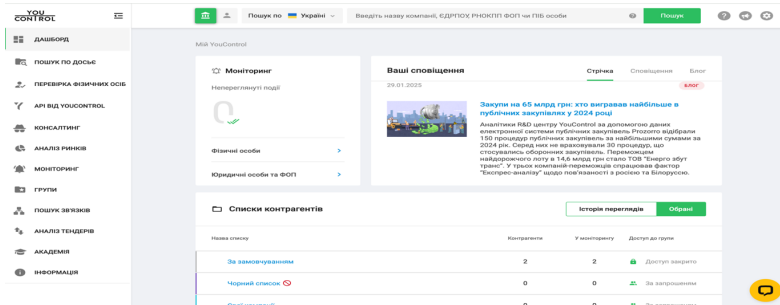 YOU
CONTROL
Пошук по Україні
Введіть назву компанії, ЄДРПОУ, РНОКПП ФОП чи ПІБ особи
Пошук
ДАШБОРД
ПОШУК ПО ДОСЬЄ
ПЕРЕВІРКА ФІЗИЧНИХ ОСІБ
API ВІД YOUCONTROL
КОНСАЛТИНГ
АНАЛІЗ РИНКІВ
МОНІТОРИНГ
ГРУПИ
ПОШУК ЗВ'ЯЗКІВ
АНАЛІЗ ТЕНДЕРІВ
АКАДЕМІЯ
ІНФОРМАЦІЯ
Мій YouControl
Моніторинг
Непереглянуті події
0
Фізичні особи
Юридичні особи та ФОП
Ваші сповіщення
Стрічка Сповіщення Блог
29.01.2025 БЛОГ
Закупи на 65 млрд грн: хто вигравав найбільше в
публічних закупівлях у 2024 році
Аналітики R&D центру YouControl за допомогою даних
електронної системи публічних закупівель Prozorro відібрали
150 процедур публічних закупівель за найбільшими сумами за
2024 рік. Серед них не враховували 30 процедур, що
стосувались оборонних закупівель. Переможцем
найдорожчого лоту в 14,6 млрд грн стало ТОВ "Енерго збут
транс". У трьох компаній-переможців спрацював фактор
"Експрес-аналізу" щодо пов'язаності з росією та Білоруссю.
Списки контрагентів
Історія переглядів Обрані
Назва списку Контрагенти У моніторингу Доступ до групи
За замовчуванням 2 2 Доступ закрито
Чорний список 0 0 За запрошенням